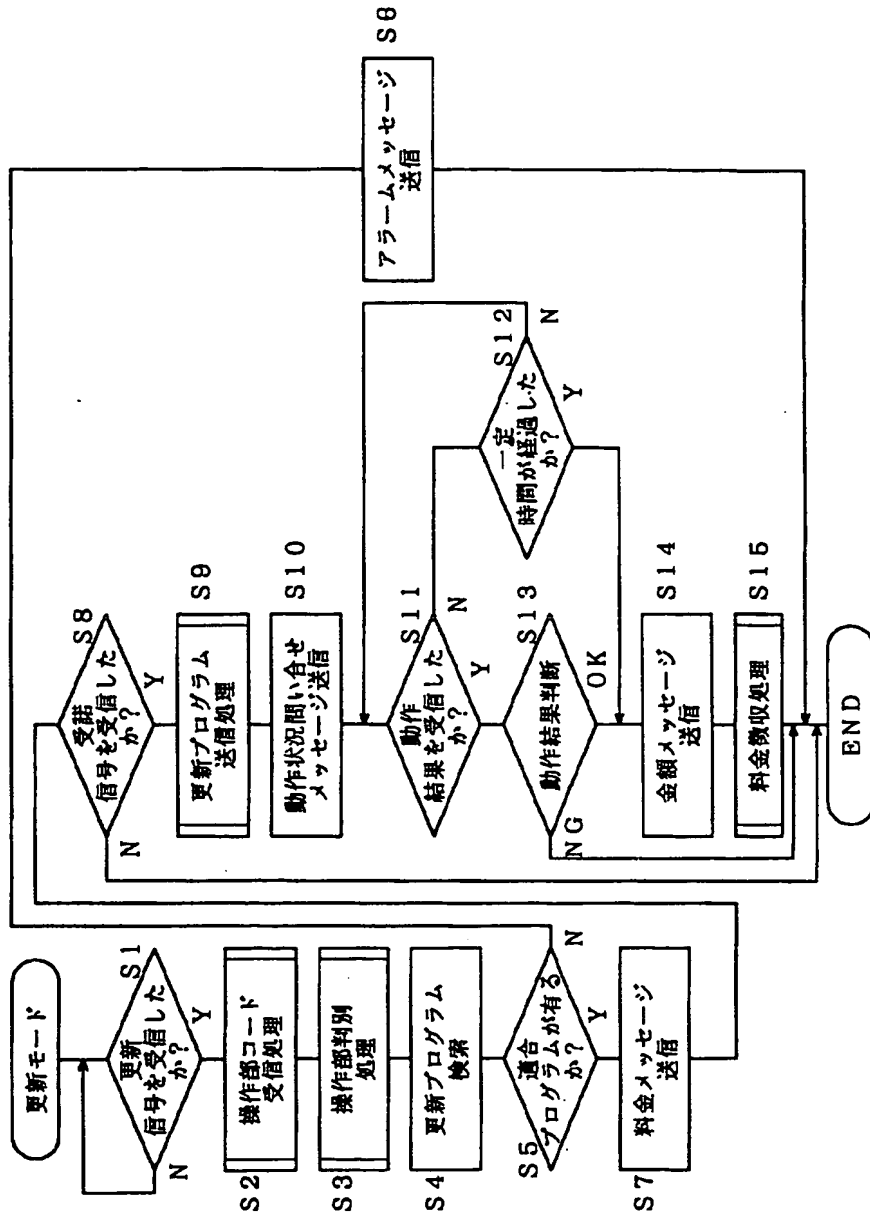 更新モード
S1
更新
信号を受信した
か？
N
Y
S2
操作部コード
受信処理
S3
操作部判別
処理
S4
更新プログラム
検索
S5
適合
プログラムが有る
か？
N
Y
S7
料金メッセージ
送信
S8
受諾
信号を受信した
か？
N
Y
S9
更新プログラム
送信処理
S10
動作状況問い合せ
メッセージ送信
S11
動作
結果を受信した
か？
N
Y
S12
一定
時間が経過した
か？
N
Y
S13
動作結果判断
NG
OK
S14
金額メッセージ
送信
S15
料金徴収処理
END
S6
アラームメッセージ
送信